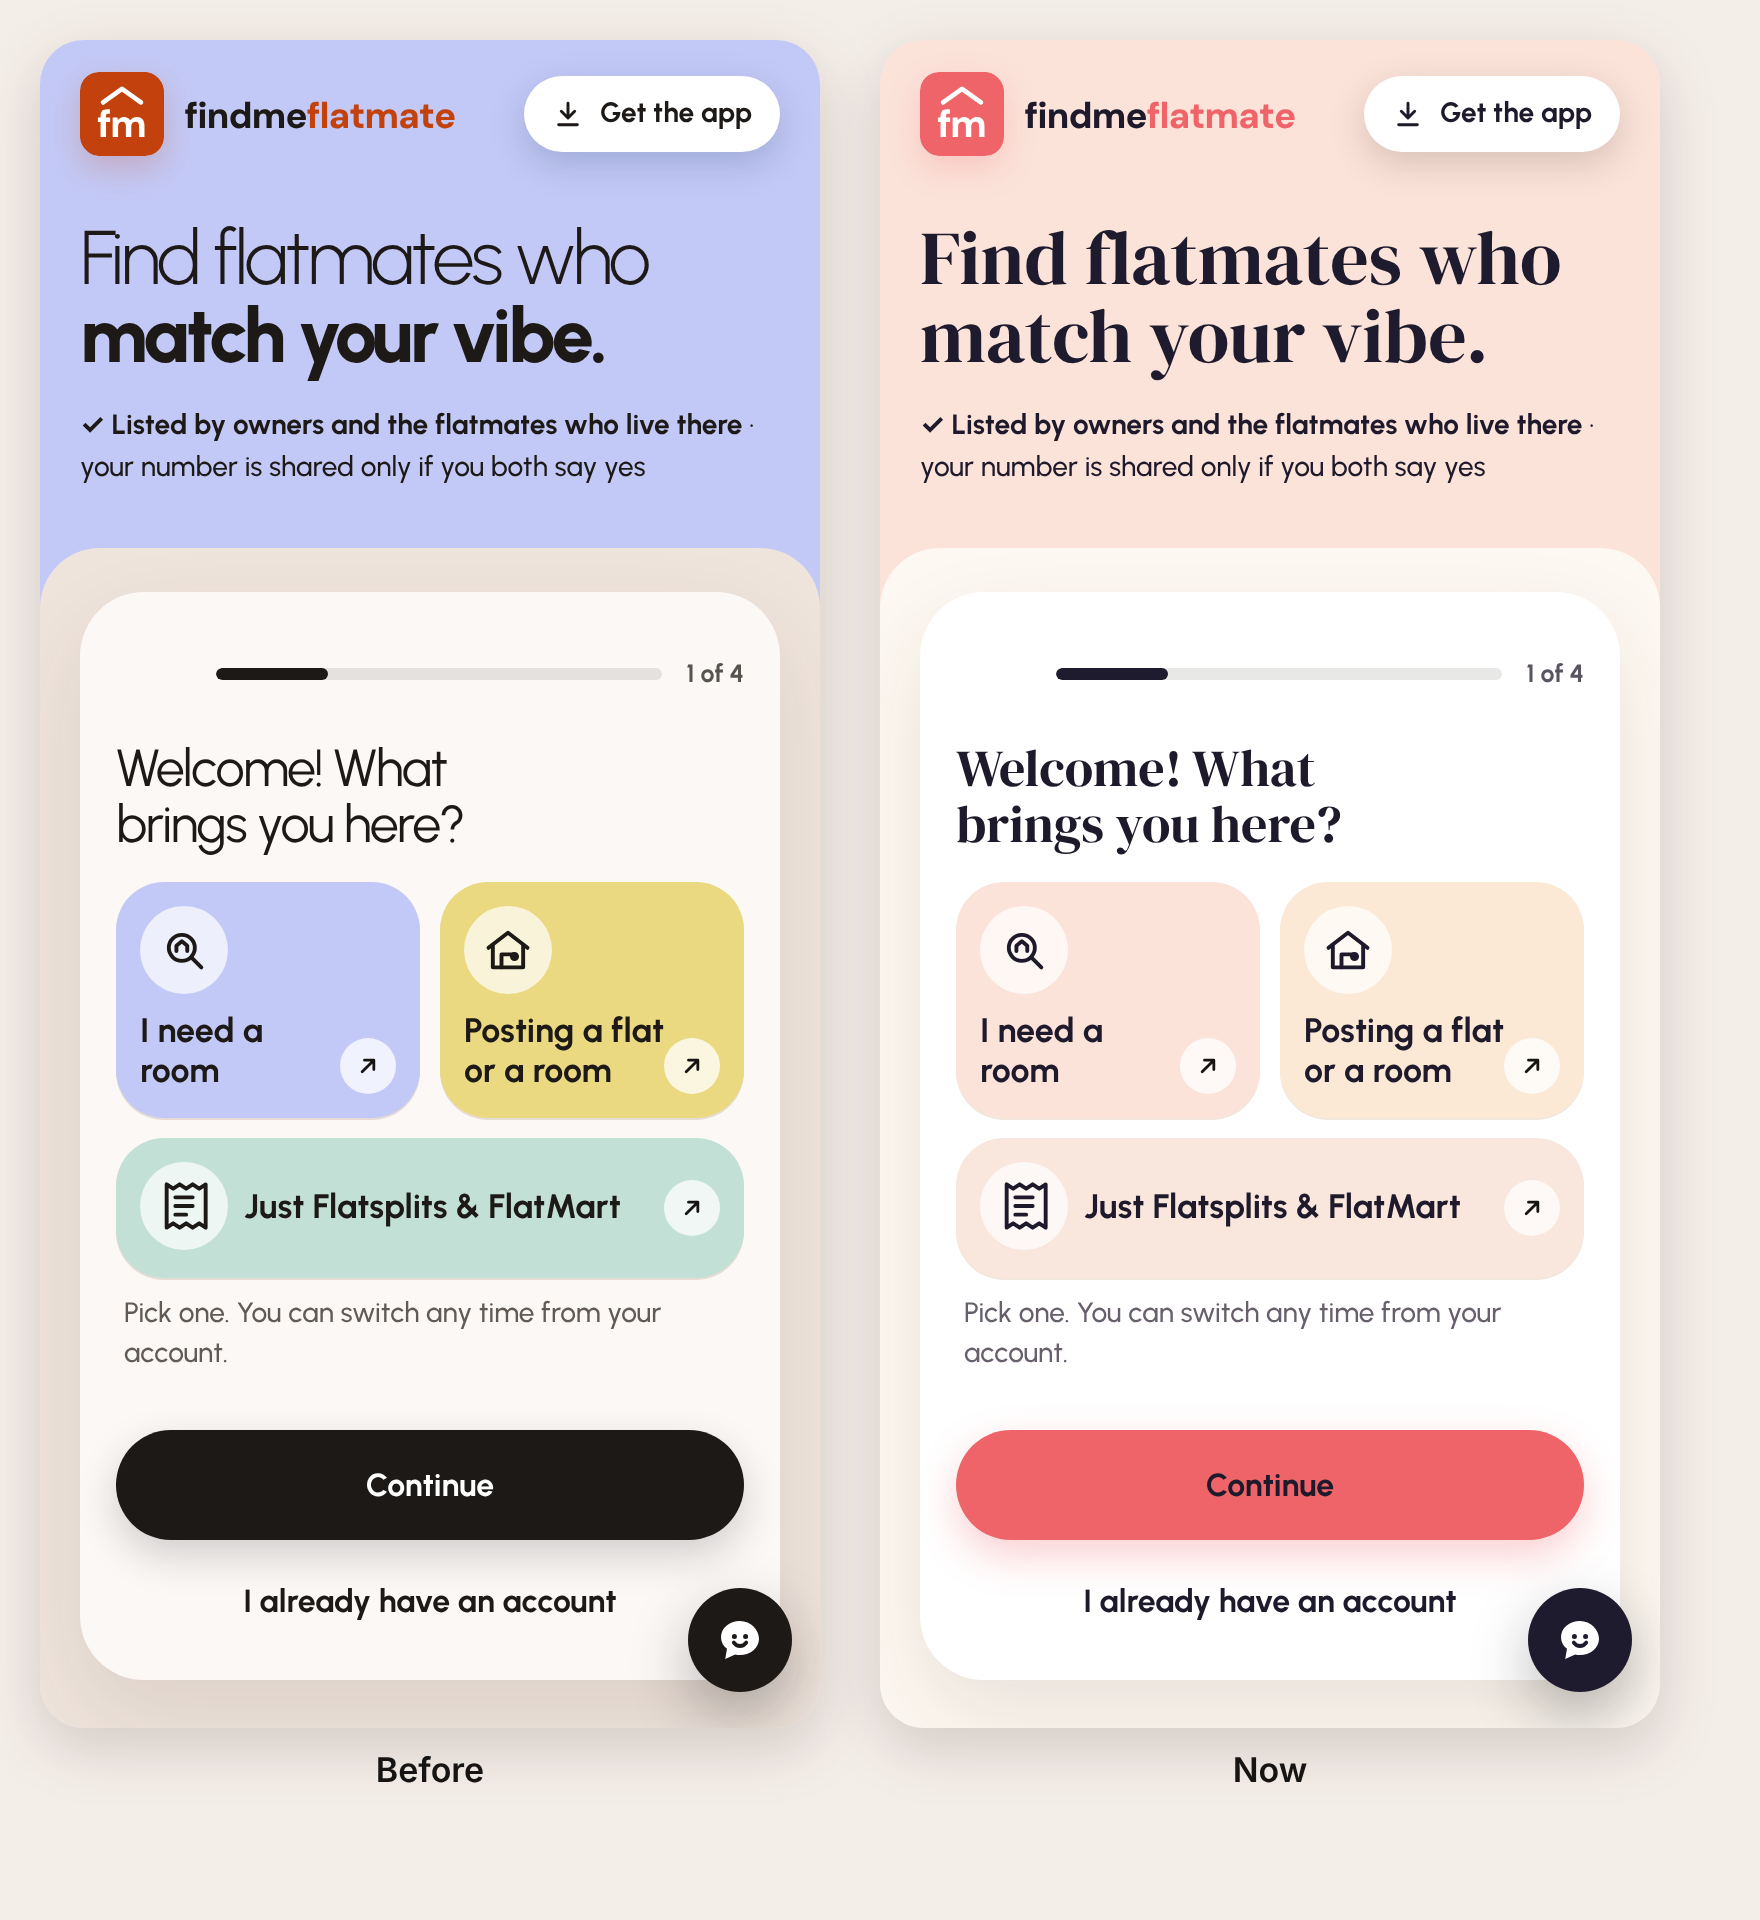 fm
findmeflatmate
Get the app
Find flatmates who
match your vibe.
✓ Listed by owners and the flatmates who live there ·
your number is shared only if you both say yes
1 of 4
Welcome! What
brings you here?
I need a
room
Posting a flat
or a room
Just Flatsplits & FlatMart
Pick one. You can switch any time from your
account.
Continue
I already have an account
Before
fm
findmeflatmate
Get the app
Find flatmates who
match your vibe.
✓ Listed by owners and the flatmates who live there ·
your number is shared only if you both say yes
1 of 4
Welcome! What
brings you here?
I need a
room
Posting a flat
or a room
Just Flatsplits & FlatMart
Pick one. You can switch any time from your
account.
Continue
I already have an account
Now